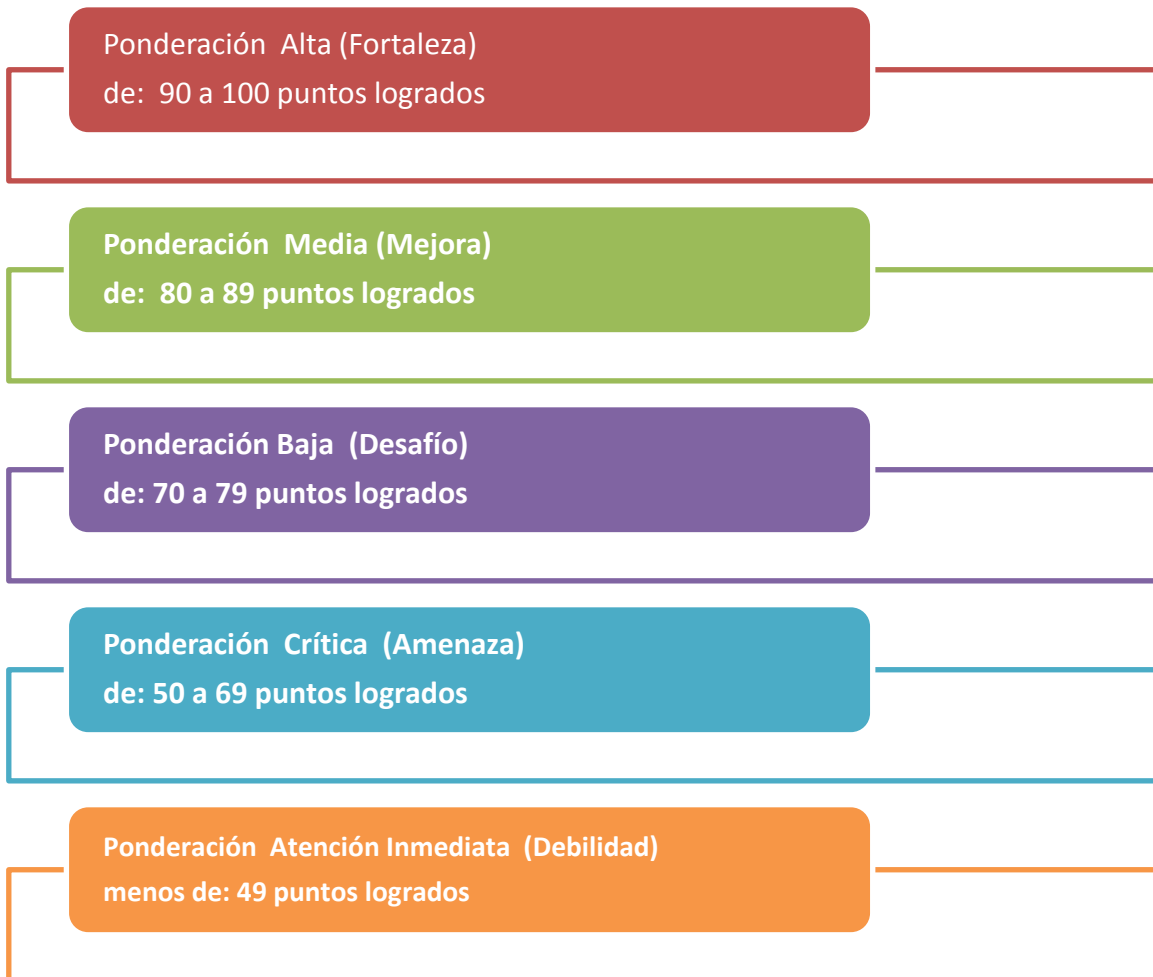 Ponderación  Alta (Fortaleza)
de:  90 a 100 puntos logrados
Ponderación  Media (Mejora)
de:  80 a 89 puntos logrados
Ponderación Baja  (Desafío)
de: 70 a 79 puntos logrados
Ponderación  Crítica  (Amenaza)
de: 50 a 69 puntos logrados
Ponderación  Atención Inmediata  (Debilidad)
menos de: 49 puntos logrados